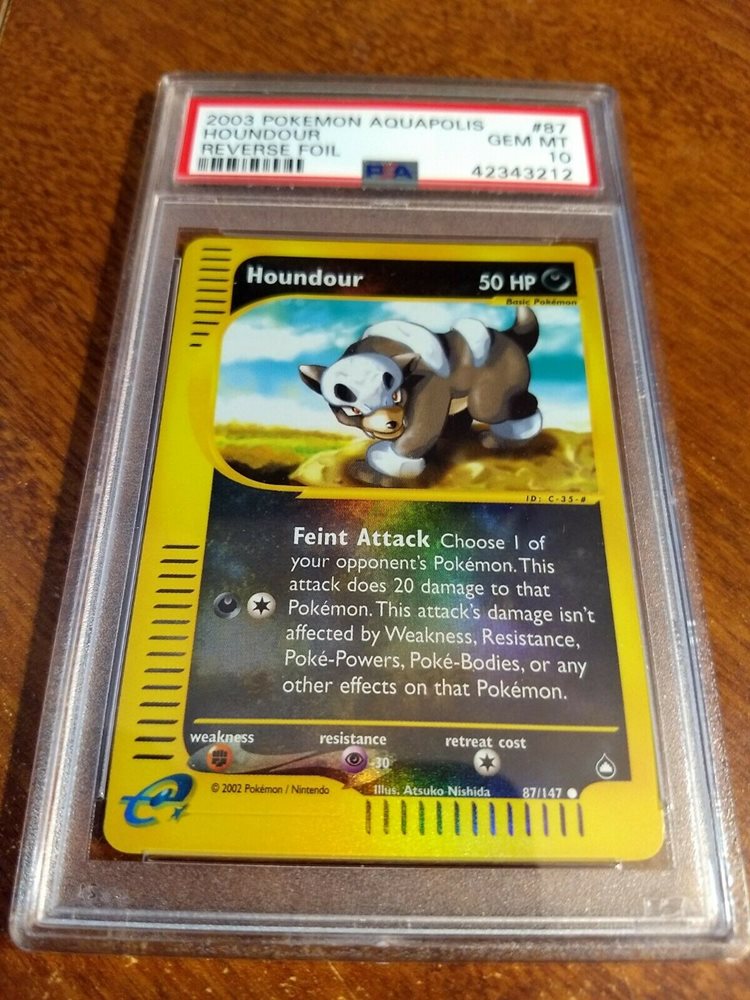 2003 POKEMON AQUAPOLIS #87
HOUNDOUR GEM MT
REVERSE FOIL 10
PSA 42343212
Houndour 50 HP
Basic Pokémon
ID: C-35-#
Feint Attack Choose 1 of
your opponent's Pokémon. This
attack does 20 damage to that
Pokémon. This attack's damage isn't
affected by Weakness, Resistance,
Poké-Powers, Poké-Bodies, or any
other effects on that Pokémon.
weakness resistance retreat cost
-30
© 2002 Pokémon / Nintendo Illus. Atsuko Nishida 87/147
e